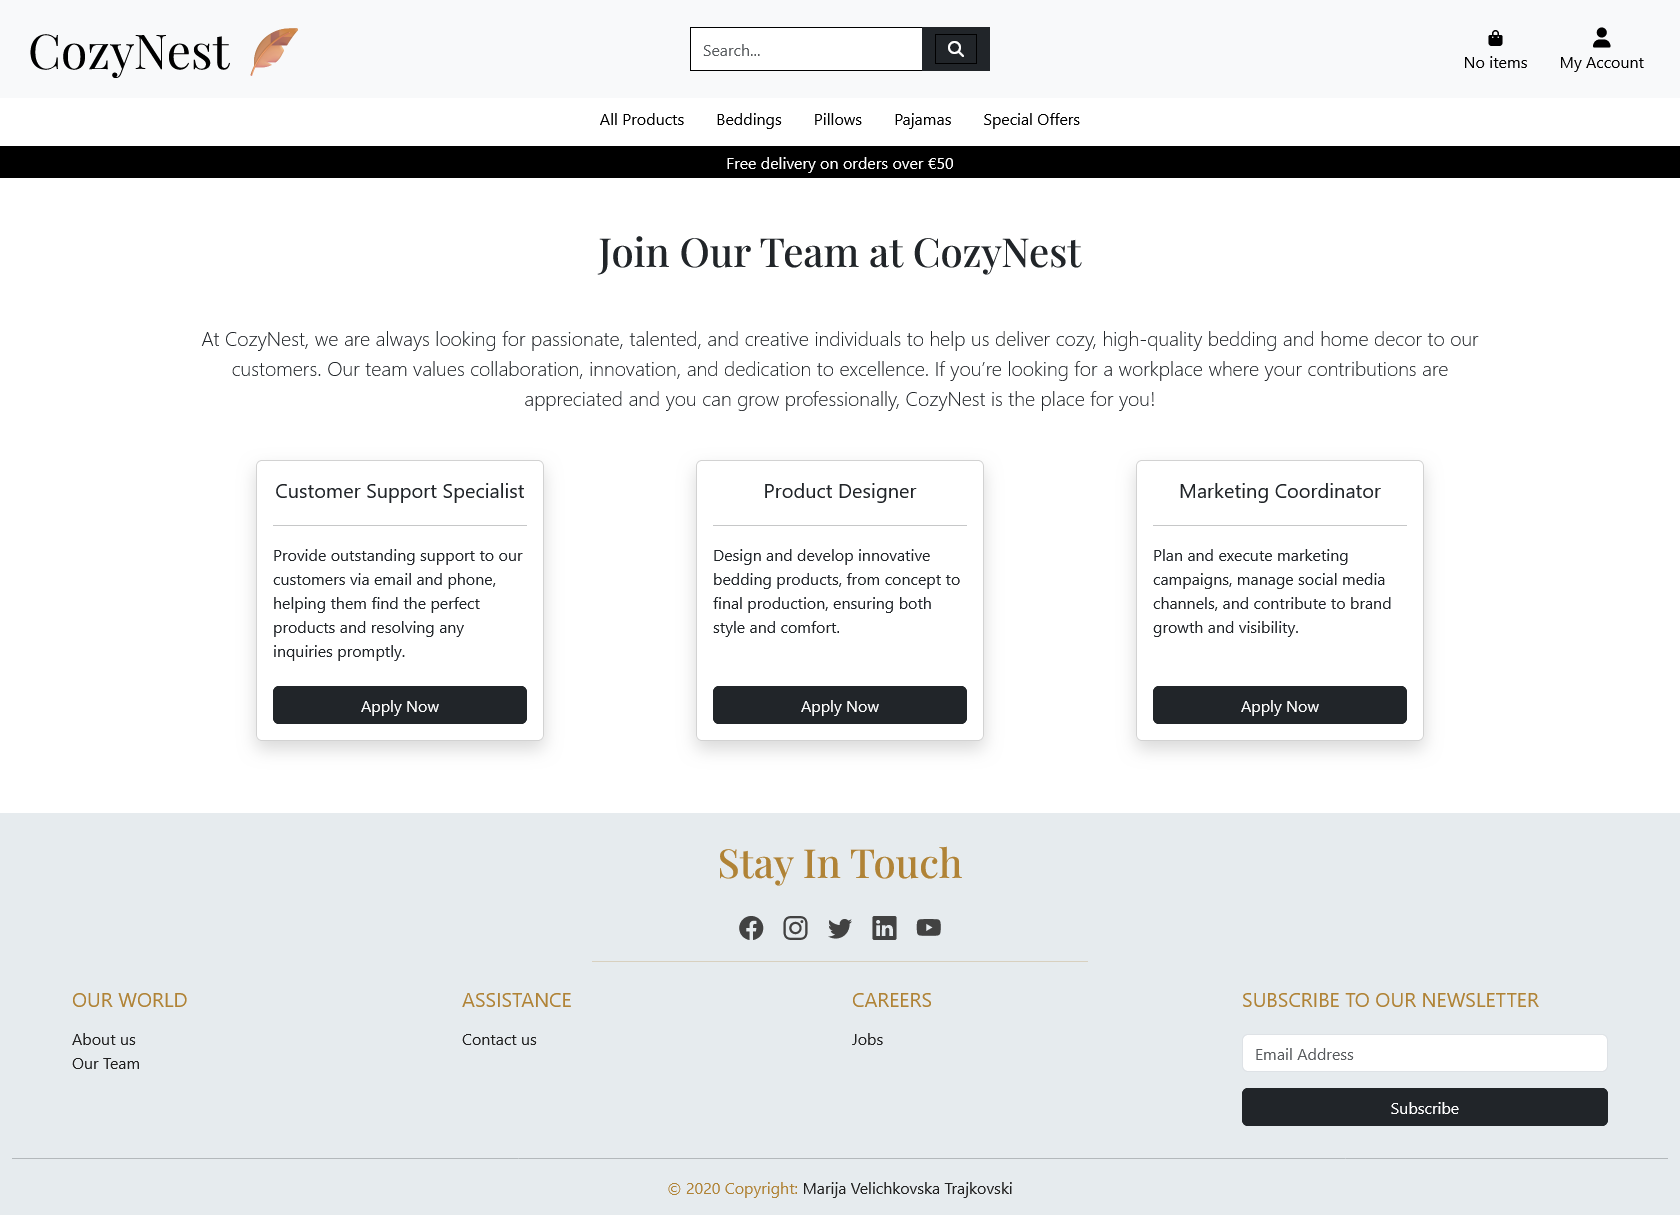 CozyNest
Search...
No items
My Account
All Products
Beddings
Pillows
Pajamas
Special Offers
Free delivery on orders over €50
Join Our Team at CozyNest
At CozyNest, we are always looking for passionate, talented, and creative individuals to help us deliver cozy, high-quality bedding and home decor to our
customers. Our team values collaboration, innovation, and dedication to excellence. If you’re looking for a workplace where your contributions are
appreciated and you can grow professionally, CozyNest is the place for you!
Customer Support Specialist
Provide outstanding support to our
customers via email and phone,
helping them find the perfect
products and resolving any
inquiries promptly.
Apply Now
Product Designer
Design and develop innovative
bedding products, from concept to
final production, ensuring both
style and comfort.
Apply Now
Marketing Coordinator
Plan and execute marketing
campaigns, manage social media
channels, and contribute to brand
growth and visibility.
Apply Now
Stay In Touch
OUR WORLD
About us
Our Team
ASSISTANCE
Contact us
CAREERS
Jobs
SUBSCRIBE TO OUR NEWSLETTER
Email Address
Subscribe
© 2020 Copyright: Marija Velichkovska Trajkovski